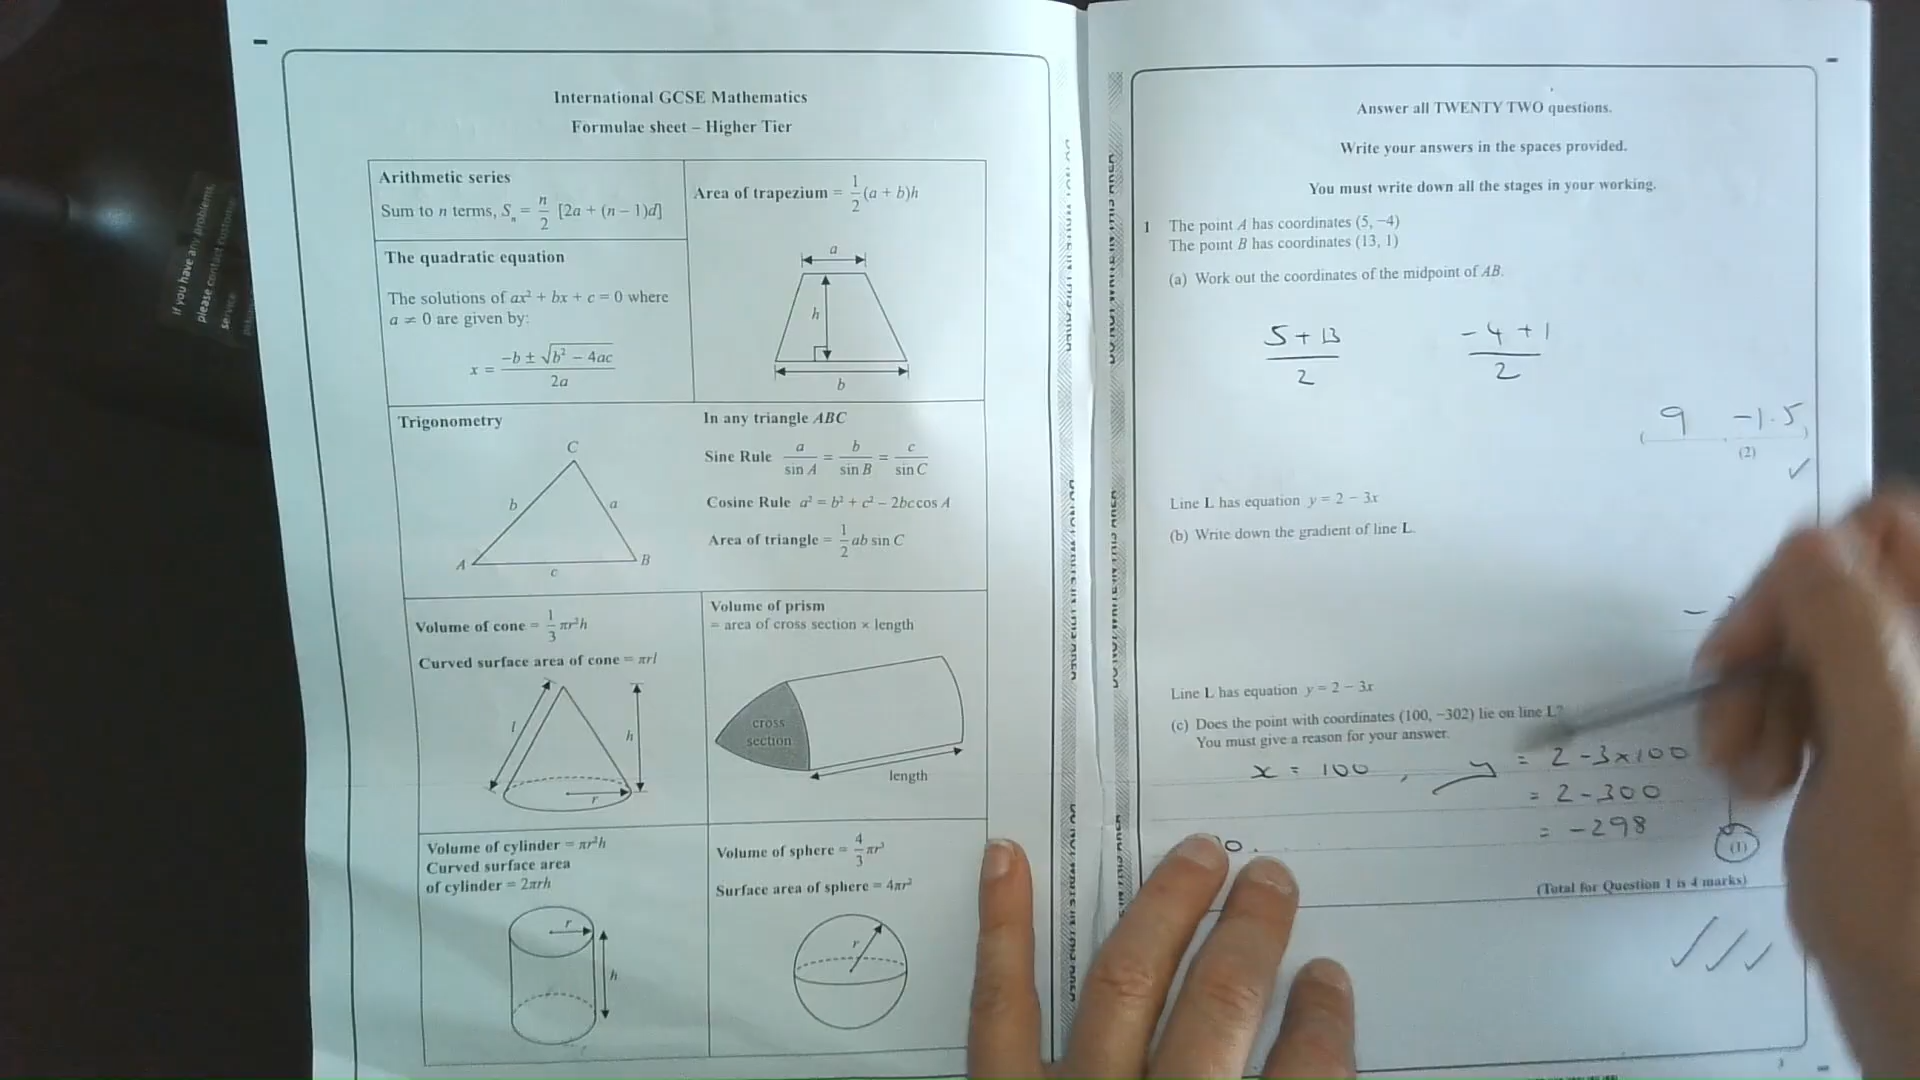 International GCSE Mathematics
Formulae sheet – Higher Tier
Arithmetic series
Sum to n terms, Sₙ = n/2 [2a + (n – 1)d]
The quadratic equation
The solutions of ax² + bx + c = 0 where
a ≠ 0 are given by:
x = (−b ± √(b² − 4ac)) / 2a
Area of trapezium = 1/2 (a + b)h
a
h
b
Trigonometry
C
b
a
A
B
c
In any triangle ABC
Sine Rule a/sin A = b/sin B = c/sin C
Cosine Rule a² = b² + c² – 2bc cos A
Area of triangle = 1/2 ab sin C
Volume of cone = 1/3 πr²h
Curved surface area of cone = πrl
l
h
r
Volume of prism
= area of cross section × length
cross
section
length
Volume of cylinder = πr²h
Curved surface area
of cylinder = 2πrh
r
h
Volume of sphere = 4/3 πr³
Surface area of sphere = 4πr²
r
Answer all TWENTY TWO questions.
Write your answers in the spaces provided.
You must write down all the stages in your working.
1 The point A has coordinates (5, −4)
The point B has coordinates (13, 1)
(a) Work out the coordinates of the midpoint of AB.
5 + 13 / 2
-4 + 1 / 2
( 9 , -1.5 )
(2)
Line L has equation y = 2 – 3x
(b) Write down the gradient of line L.
Line L has equation y = 2 – 3x
(c) Does the point with coordinates (100, −302) lie on line L?
You must give a reason for your answer.
x = 100 , y = 2 - 3×100
= 2 - 300
= -298
(1)
(Total for Question 1 is 4 marks)
3
If you have any problems,
please contact customer
service